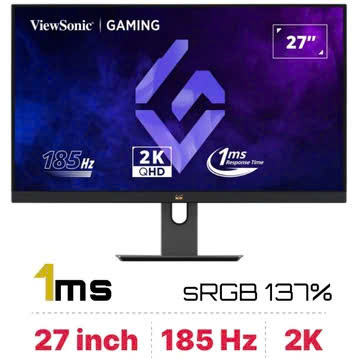 ViewSonic | GAMING
27"
185Hz
2K
QHD
1ms
Response Time
1ms
sRGB 137%
27 inch
185 Hz
2K